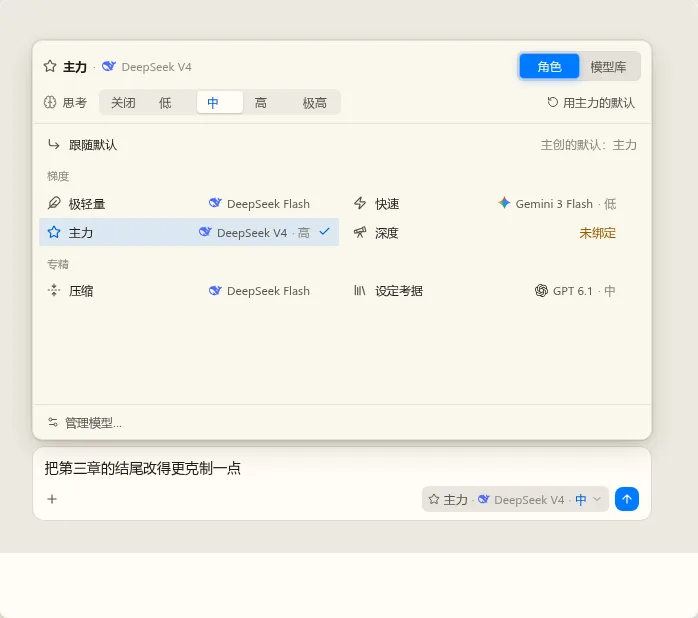 主力 · DeepSeek V4 角色 模型库
思考 关闭 低 中 高 极高 用主力的默认
跟随默认 主创的默认：主力
梯度
极轻量 DeepSeek Flash 快速 Gemini 3 Flash · 低
主力 DeepSeek V4 · 高 深度 未绑定
专精
压缩 DeepSeek Flash 设定考据 GPT 6.1 · 中
管理模型...
把第三章的结尾改得更克制一点
主力 · DeepSeek V4 · 中